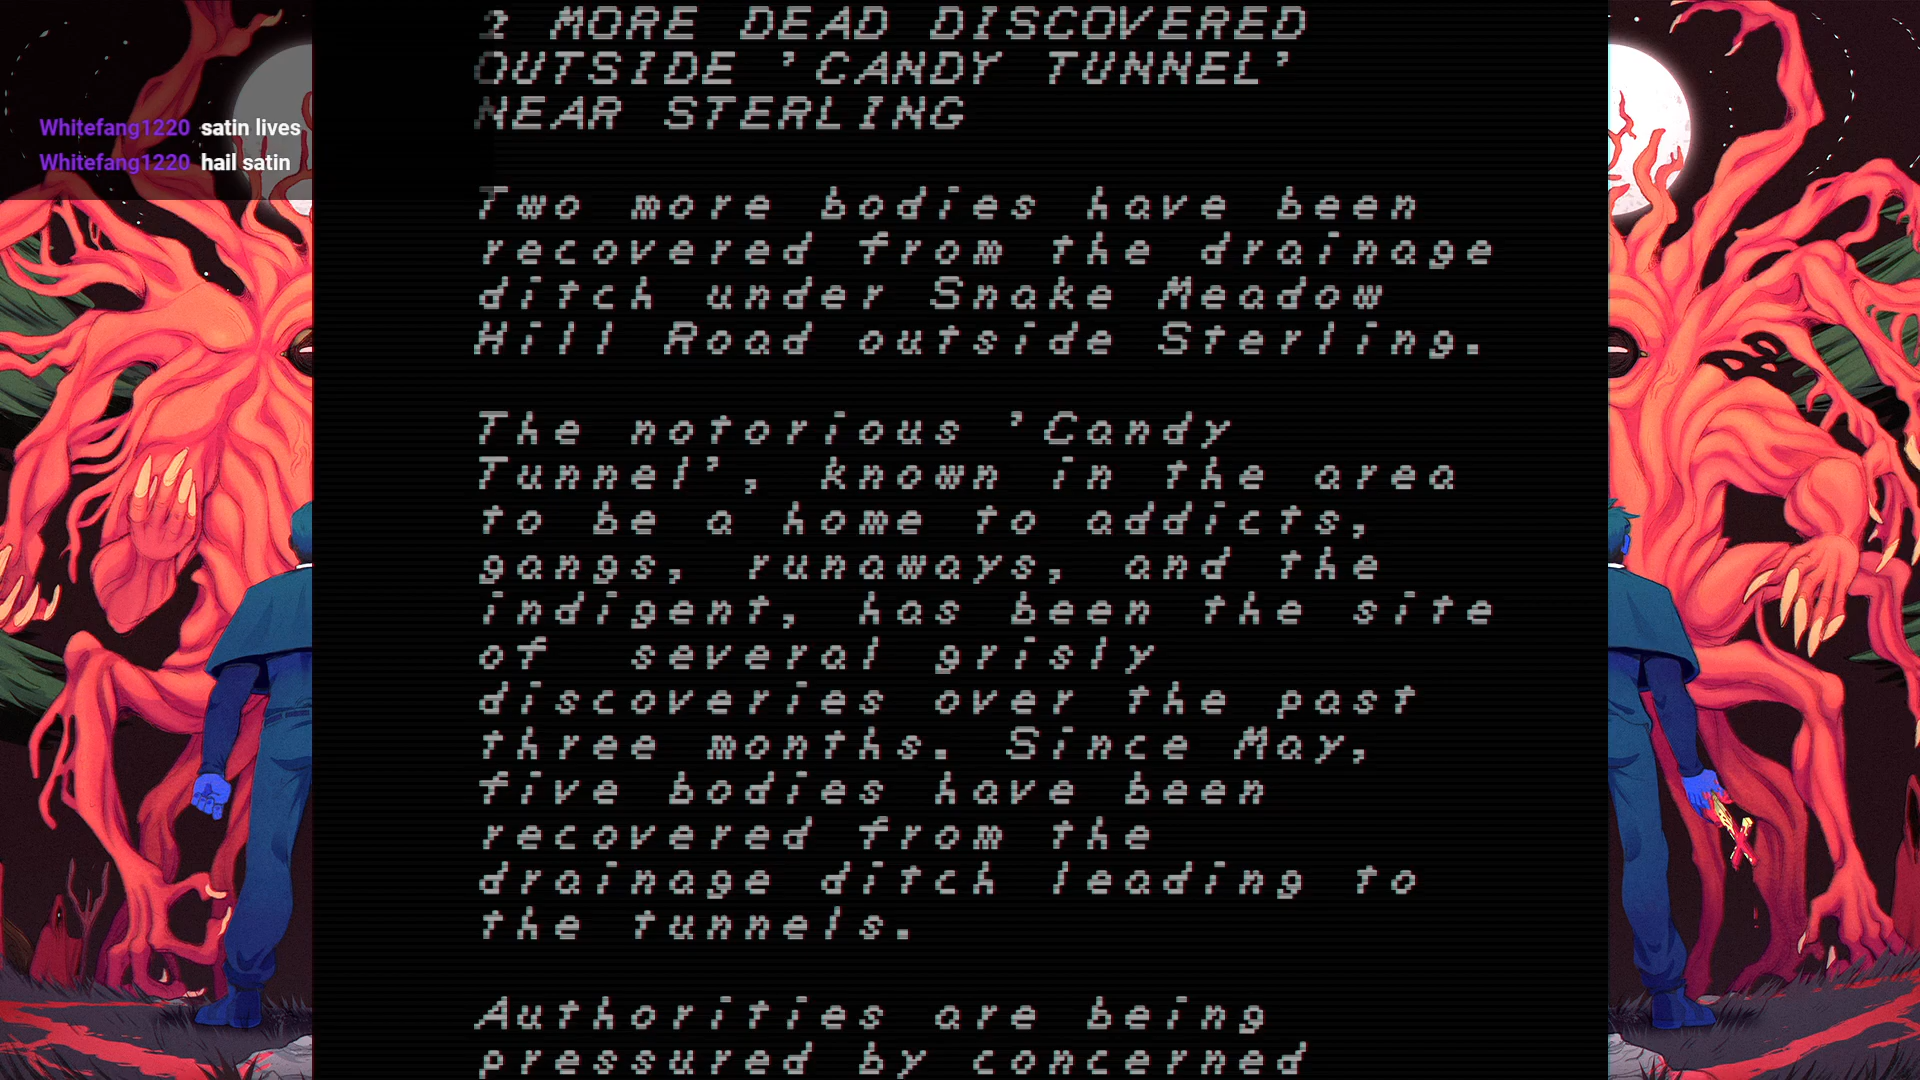 Whitefang1220 satin lives
Whitefang1220 hail satin
2 MORE DEAD DISCOVERED
OUTSIDE 'CANDY TUNNEL'
NEAR STERLING
Two more bodies have been
recovered from the drainage
ditch under Snake Meadow
Hill Road outside Sterling.
The notorious 'Candy
Tunnel', known in the area
to be a home to addicts,
gangs, runaways, and the
indigent, has been the site
of  several grisly
discoveries over the past
three months. Since May,
five bodies have been
recovered from the
drainage ditch leading to
the tunnels.
Authorities are being
pressured by concerned